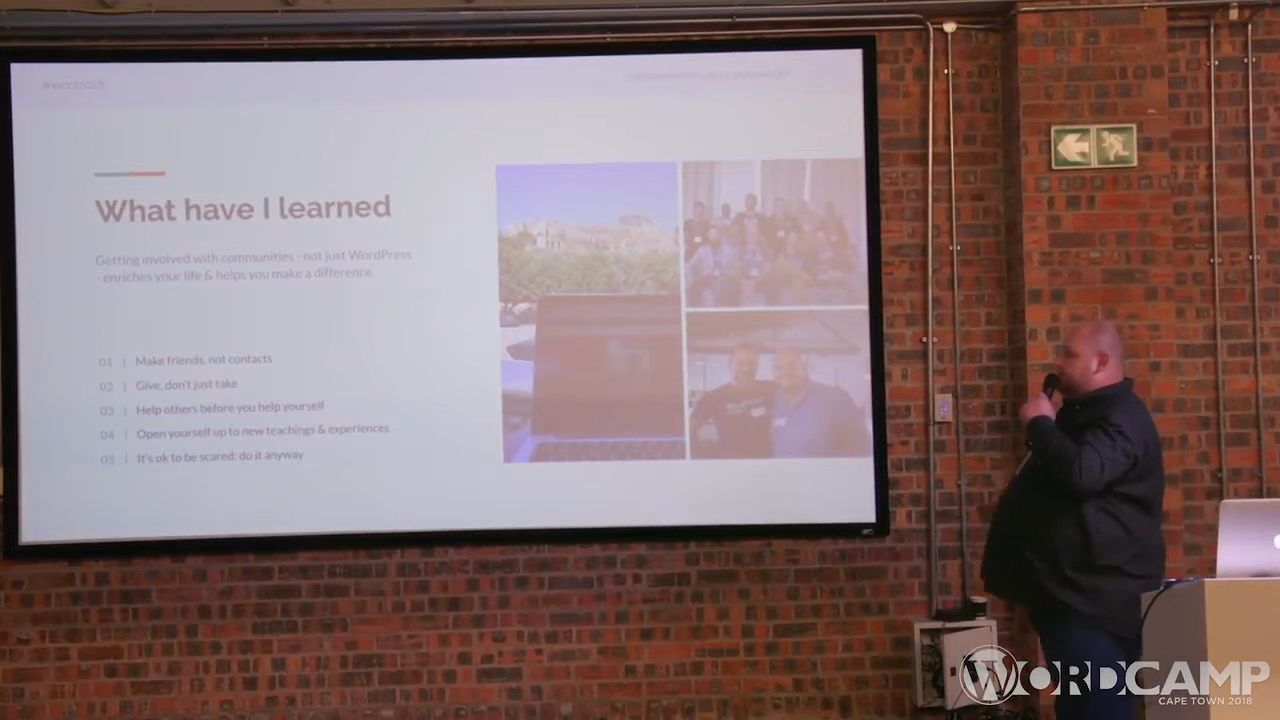 #wcct2018
What have I learned
Getting involved with communities - not just WordPress
- enriches your life & helps you make a difference.
01 | Make friends, not contacts
02 | Give, don't just take
03 | Help others before you help yourself
04 | Open yourself up to new teachings & experiences
05 | It's ok to be scared: do it anyway
WORDCAMP
CAPE TOWN 2018